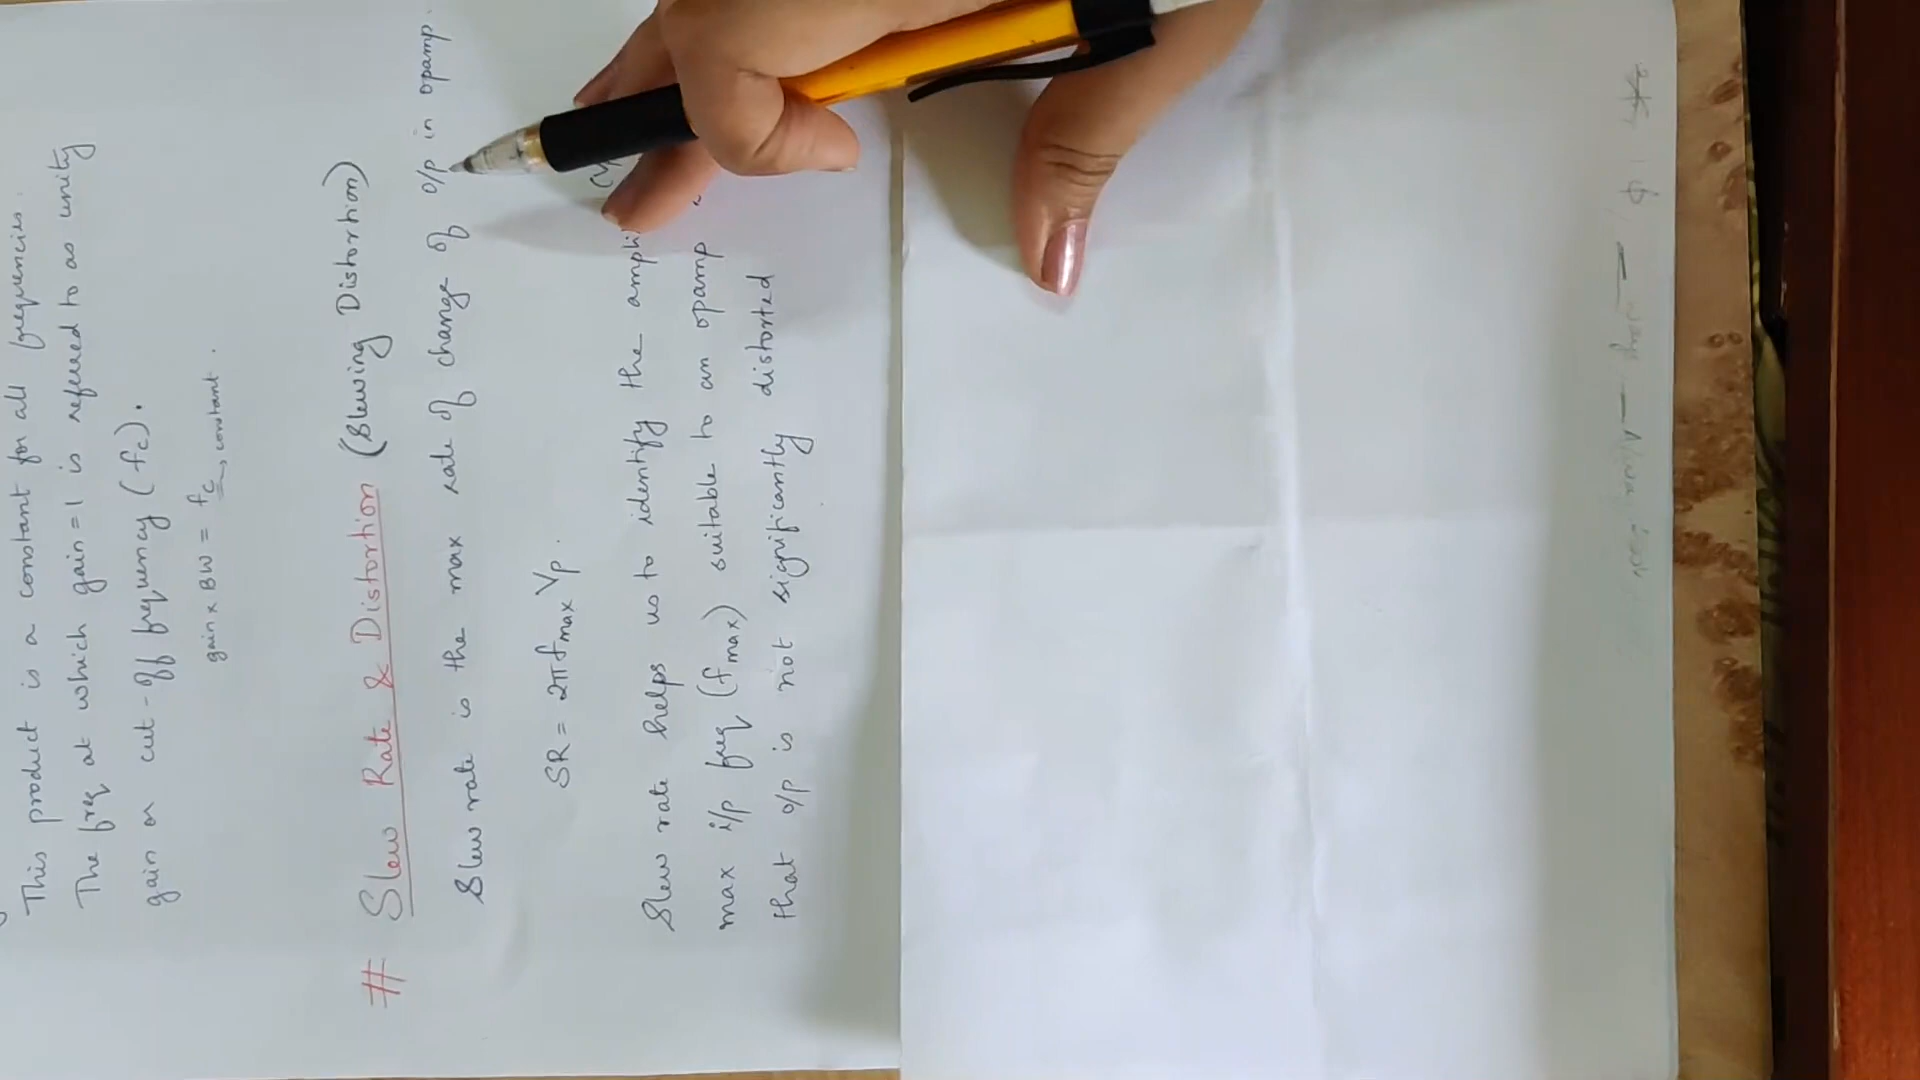 This product is a constant for all frequencies.
The freq at which gain = 1 is referred to as unity
gain or cut-off frequency (fc).
gain x BW = fc
constant.
# Slew Rate & Distortion (Slewing Distortion)
Slew rate is the max rate of change of o/p in opamp.
SR = 2πfmax Vp.
Slew rate helps us to identify the ampli (Vp
max i/p freq (fmax) suitable to an opamp
that o/p is not significantly distorted